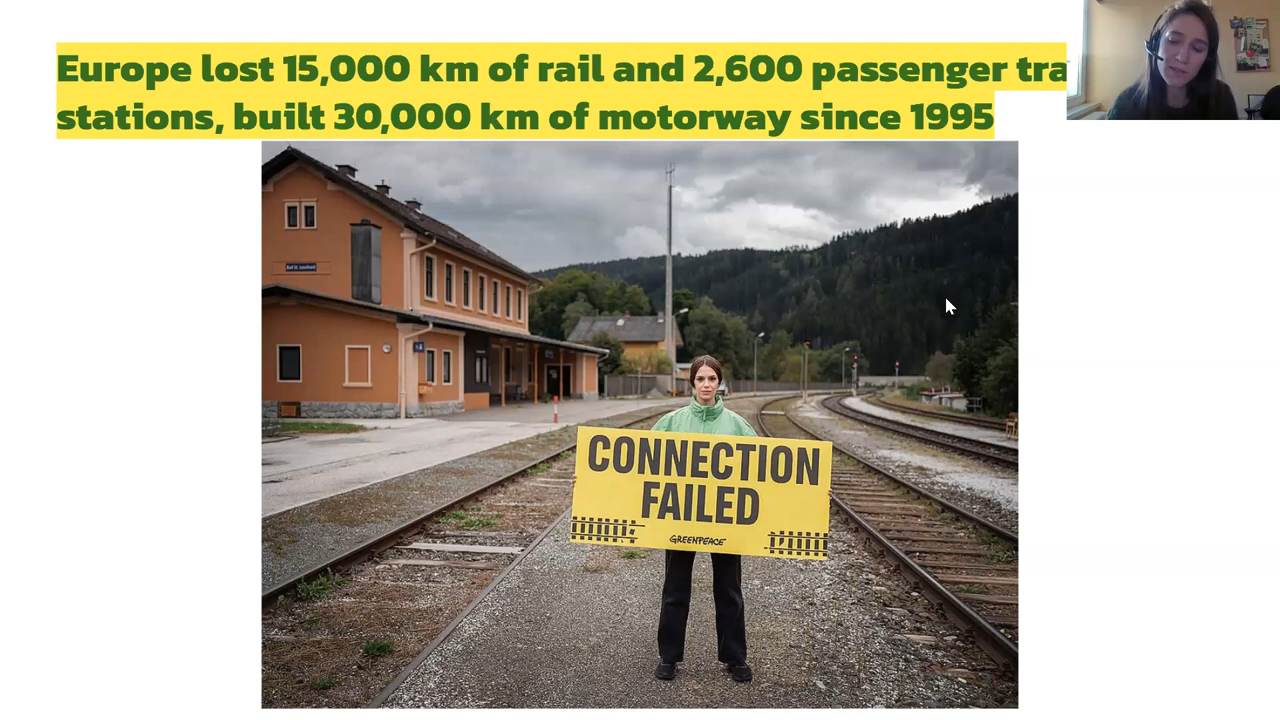 Europe lost 15,000 km of rail and 2,600 passenger tra
stations, built 30,000 km of motorway since 1995
CONNECTION
FAILED
GREENPEACE